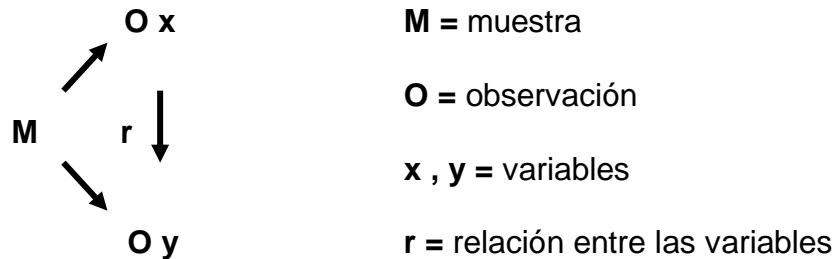 O x
M = muestra
O = observación
M
r
x , y = variables
O y
r = relación entre las variables